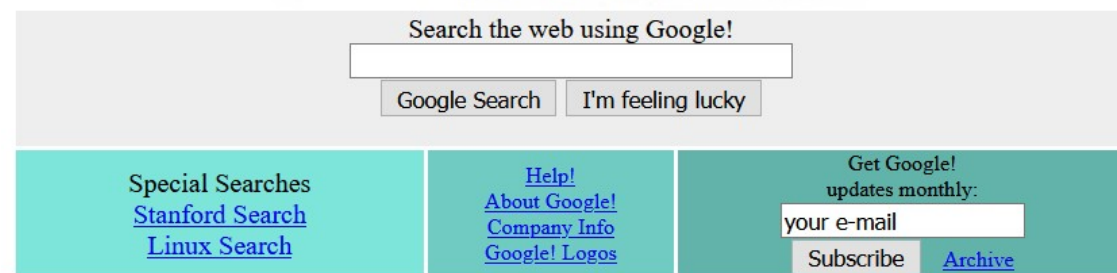 Search the web using Google!
Google Search I'm feeling lucky
Special Searches
Stanford Search
Linux Search
Help!
About Google!
Company Info
Google! Logos
Get Google!
updates monthly:
your e-mail
Subscribe Archive